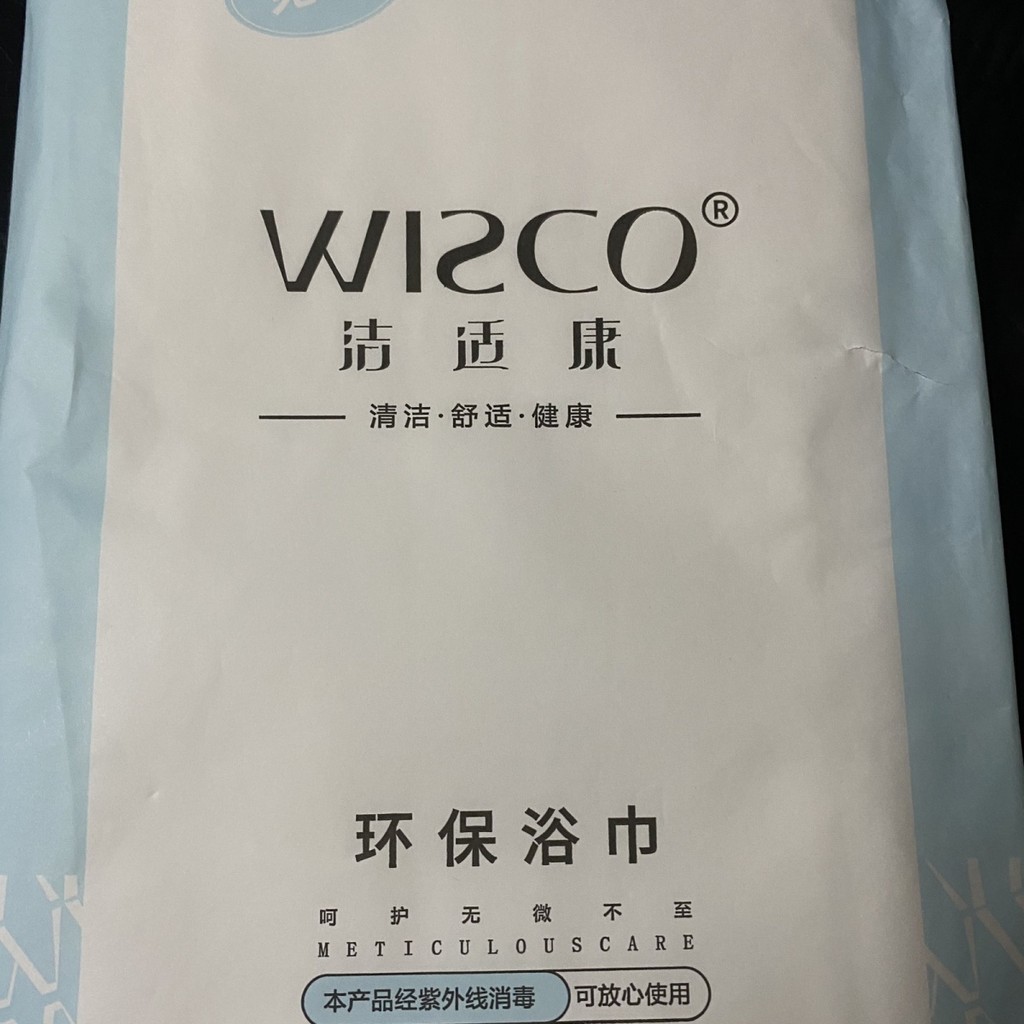 WISCO®
洁适康
清洁·舒适·健康
环保浴巾
呵护无微不至
METICULOUSCARE
本产品经紫外线消毒 可放心使用